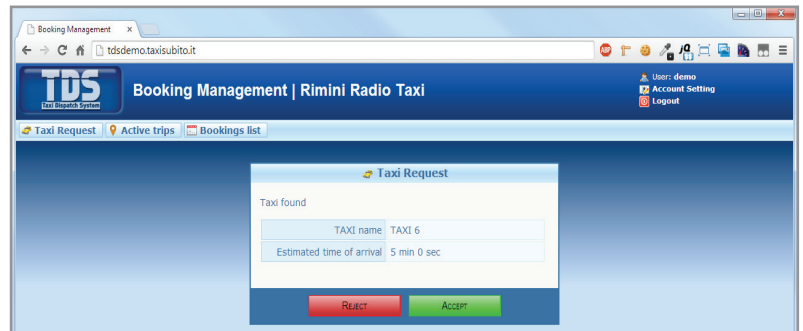 Booking Management
tdsdemo.taxisubito.it
ABP
TDS
Taxi Dispatch System
Booking Management | Rimini Radio Taxi
User: demo
Account Setting
Logout
Taxi Request Active trips Bookings list
Taxi Request
Taxi found
TAXI name TAXI 6
Estimated time of arrival 5 min 0 sec
Reject Accept